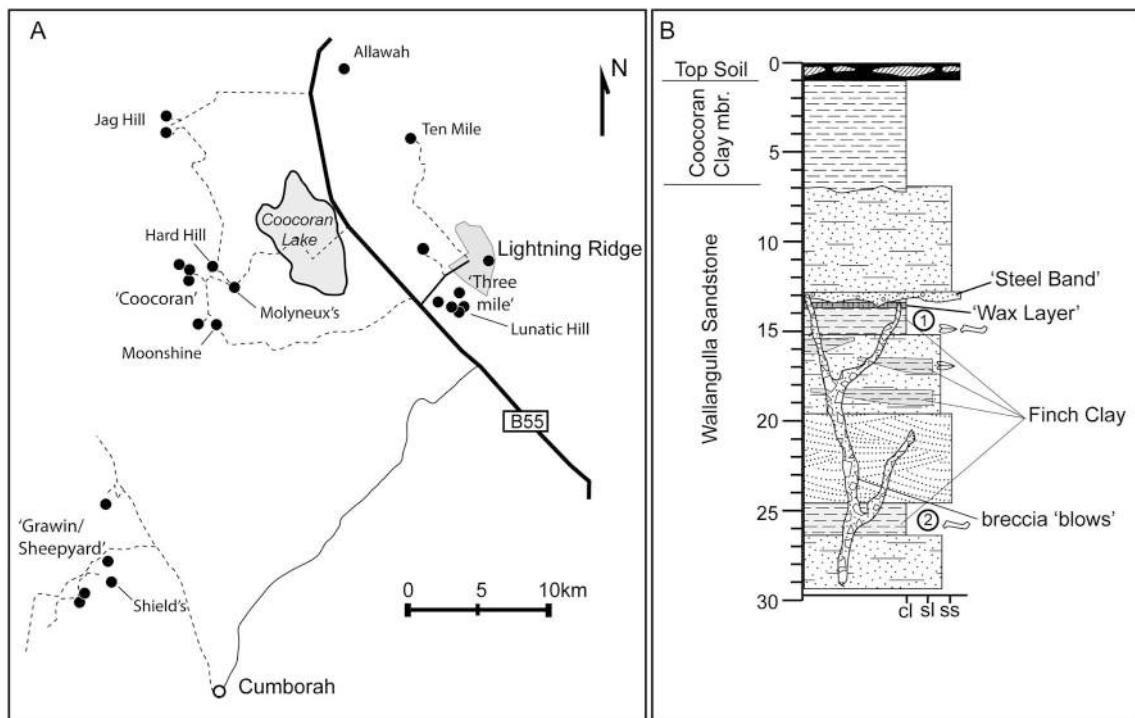 A
Allawah
N
Jag Hill
Ten Mile
Coocoran
Lake
Hard Hill
Lightning Ridge
'Three
mile'
'Coocoran'
Molyneux's
Lunatic Hill
Moonshine
B55
'Grawin/
Sheepyard'
Shield's
0 5 10km
Cumborah
B
0
Top Soil
Coocoran
Clay mbr.
5
10
Wallangulla Sandstone
'Steel Band'
'Wax Layer'
1
15
20
Finch Clay
25
2
breccia 'blows'
30
cl sl ss